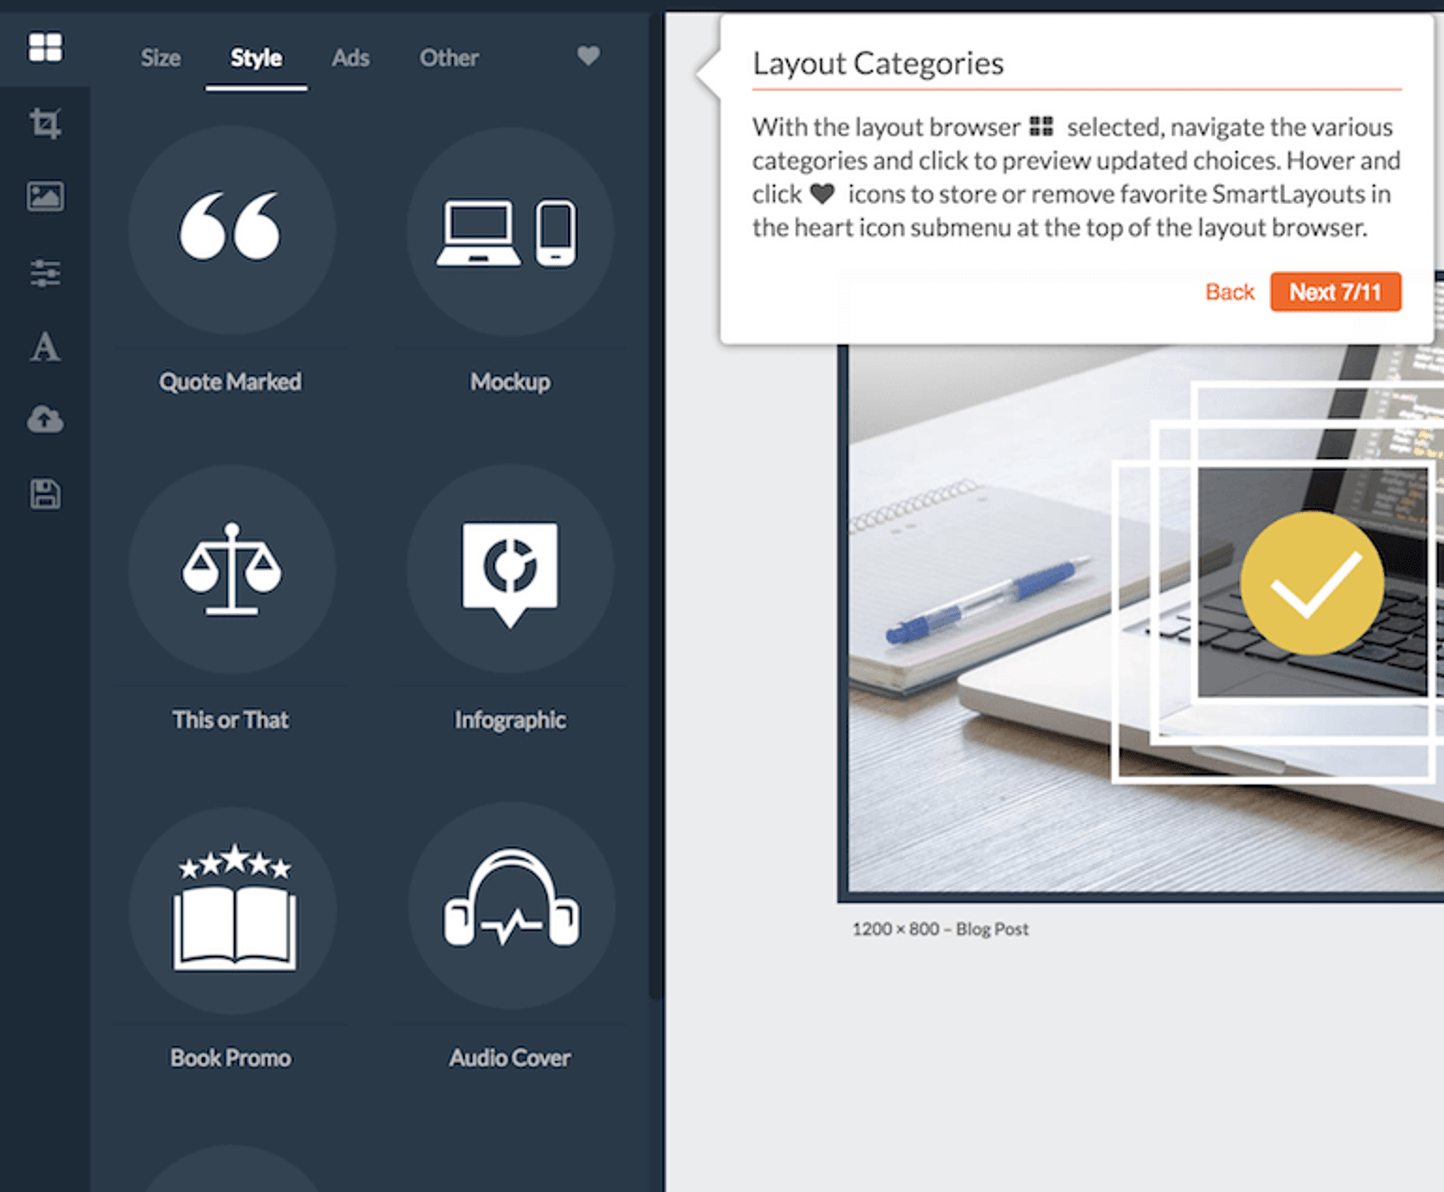 Size Style Ads Other
Quote Marked
Mockup
This or That
Infographic
Book Promo
Audio Cover
Layout Categories
With the layout browser selected, navigate the various
categories and click to preview updated choices. Hover and
click icons to store or remove favorite SmartLayouts in
the heart icon submenu at the top of the layout browser.
Back Next 7/11
1200 × 800 – Blog Post